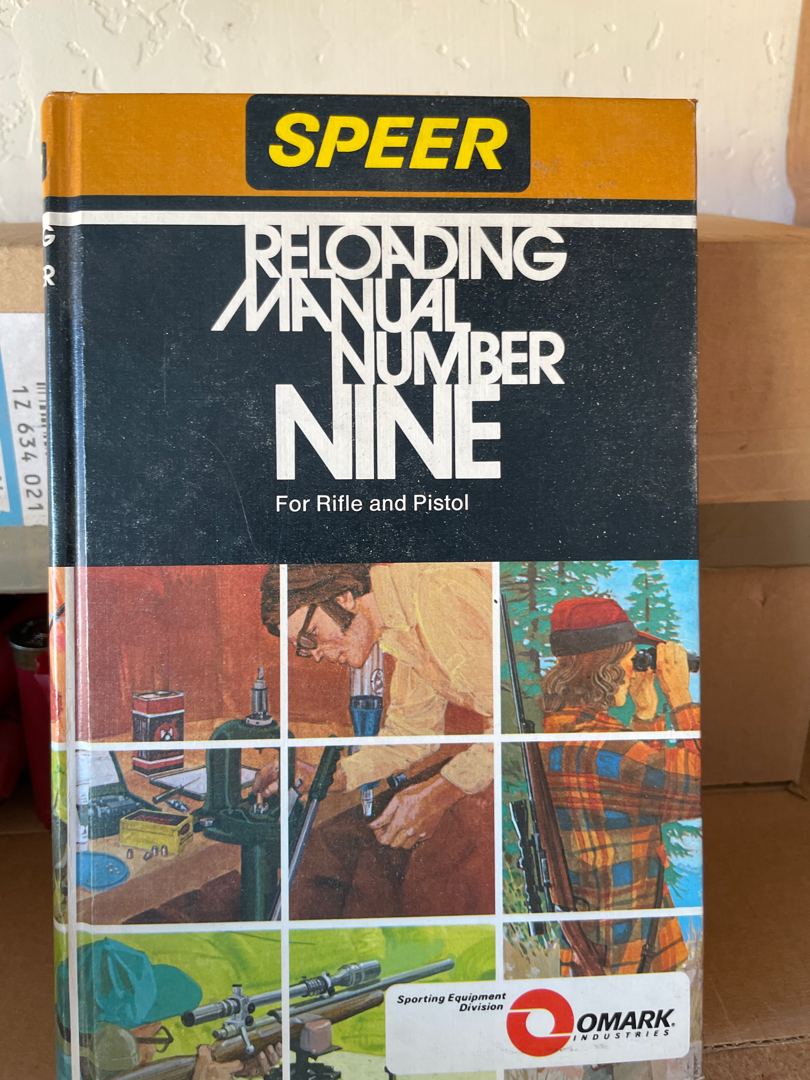 SPEER
RELOADING
MANUAL
NUMBER
NINE
For Rifle and Pistol
G
R
1Z 634 021
Sporting Equipment
Division
OMARK®
INDUSTRIES